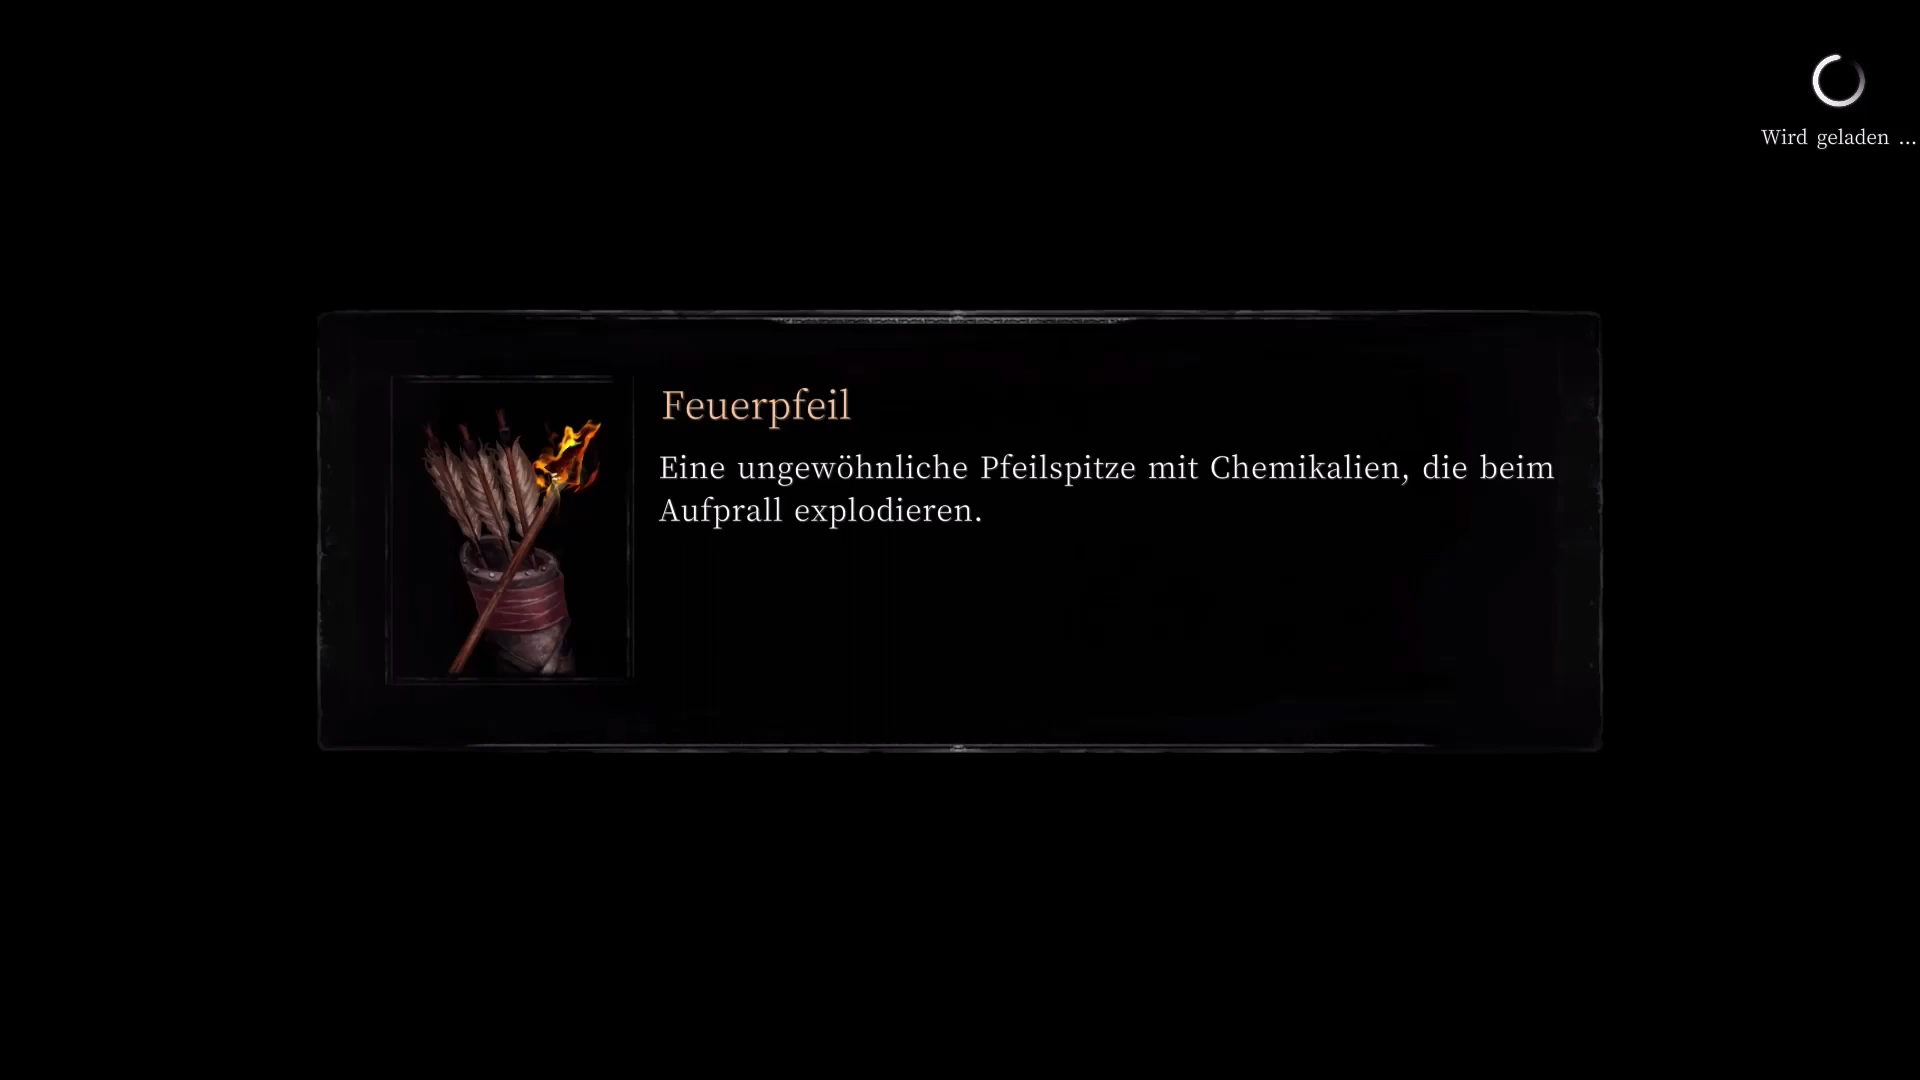 Wird geladen ...
Feuerpfeil
Eine ungewöhnliche Pfeilspitze mit Chemikalien, die beim
Aufprall explodieren.